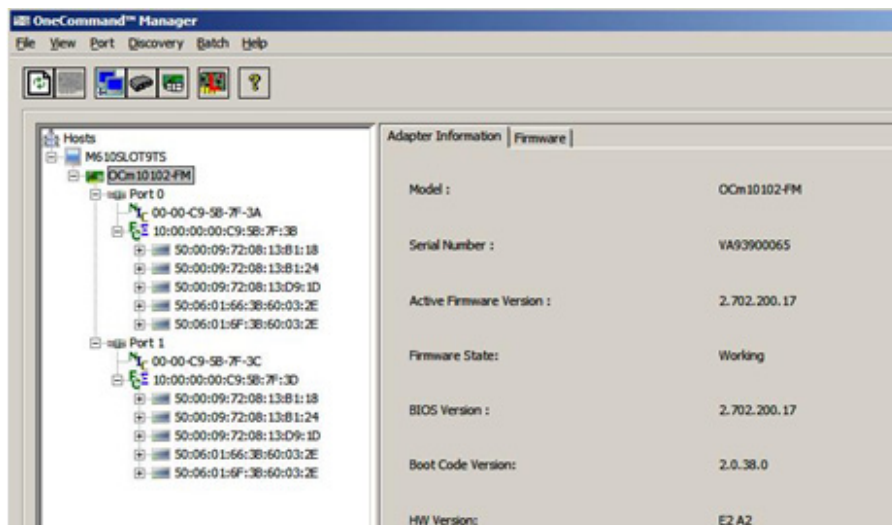 OneCommand™ Manager
File View Port Discovery Batch Help
Hosts
M610SLOT9TS
OCm10102-FM
Port 0
NIC 00-00-C9-5B-7F-3A
FCoE 10:00:00:00:C9:5B:7F:3B
50:00:09:72:08:13:B1:18
50:00:09:72:08:13:B1:24
50:00:09:72:08:13:D9:1D
50:06:01:66:3B:60:03:2E
50:06:01:6F:3B:60:03:2E
Port 1
NIC 00-00-C9-5B-7F-3C
FCoE 10:00:00:00:C9:5B:7F:3D
50:00:09:72:08:13:B1:18
50:00:09:72:08:13:B1:24
50:00:09:72:08:13:D9:1D
50:06:01:66:3B:60:03:2E
50:06:01:6F:3B:60:03:2E
Adapter Information Firmware
Model : OCm10102-FM
Serial Number : VA93900065
Active Firmware Version : 2.702.200.17
Firmware State: Working
BIOS Version : 2.702.200.17
Boot Code Version: 2.0.38.0
HW Version: E2 A2